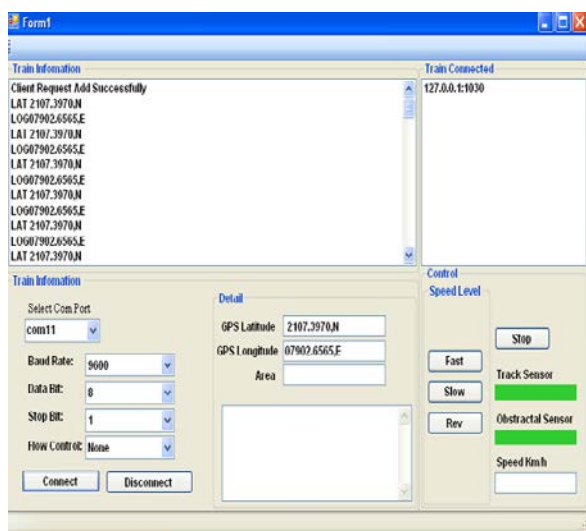 Form1
Train Infomation
Client Request Add Successfully
LAT 2107.3970,N
LOG07902.6565,E
LAT 2107.3970,N
LOG07902.6565,E
LAT 2107.3970,N
LOG07902.6565,E
LAT 2107.3970,N
LOG07902.6565,E
LAT 2107.3970,N
LOG07902.6565,E
LAT 2107.3970,N
Train Connected
127.0.0.1:1030
Train Infomation
Select Com.Port
com11
Baud Rate: 9600
Data Bit: 8
Stop Bit: 1
Flow Control: None
Connect Disconnect
Detail
GPS Latitude 2107.3970,N
GPS Longitude 07902.6565,E
Area
Control
Speed Level
Fast
Slow
Rev
Stop
Track Sensor
Obstractal Sensor
Speed Km/h